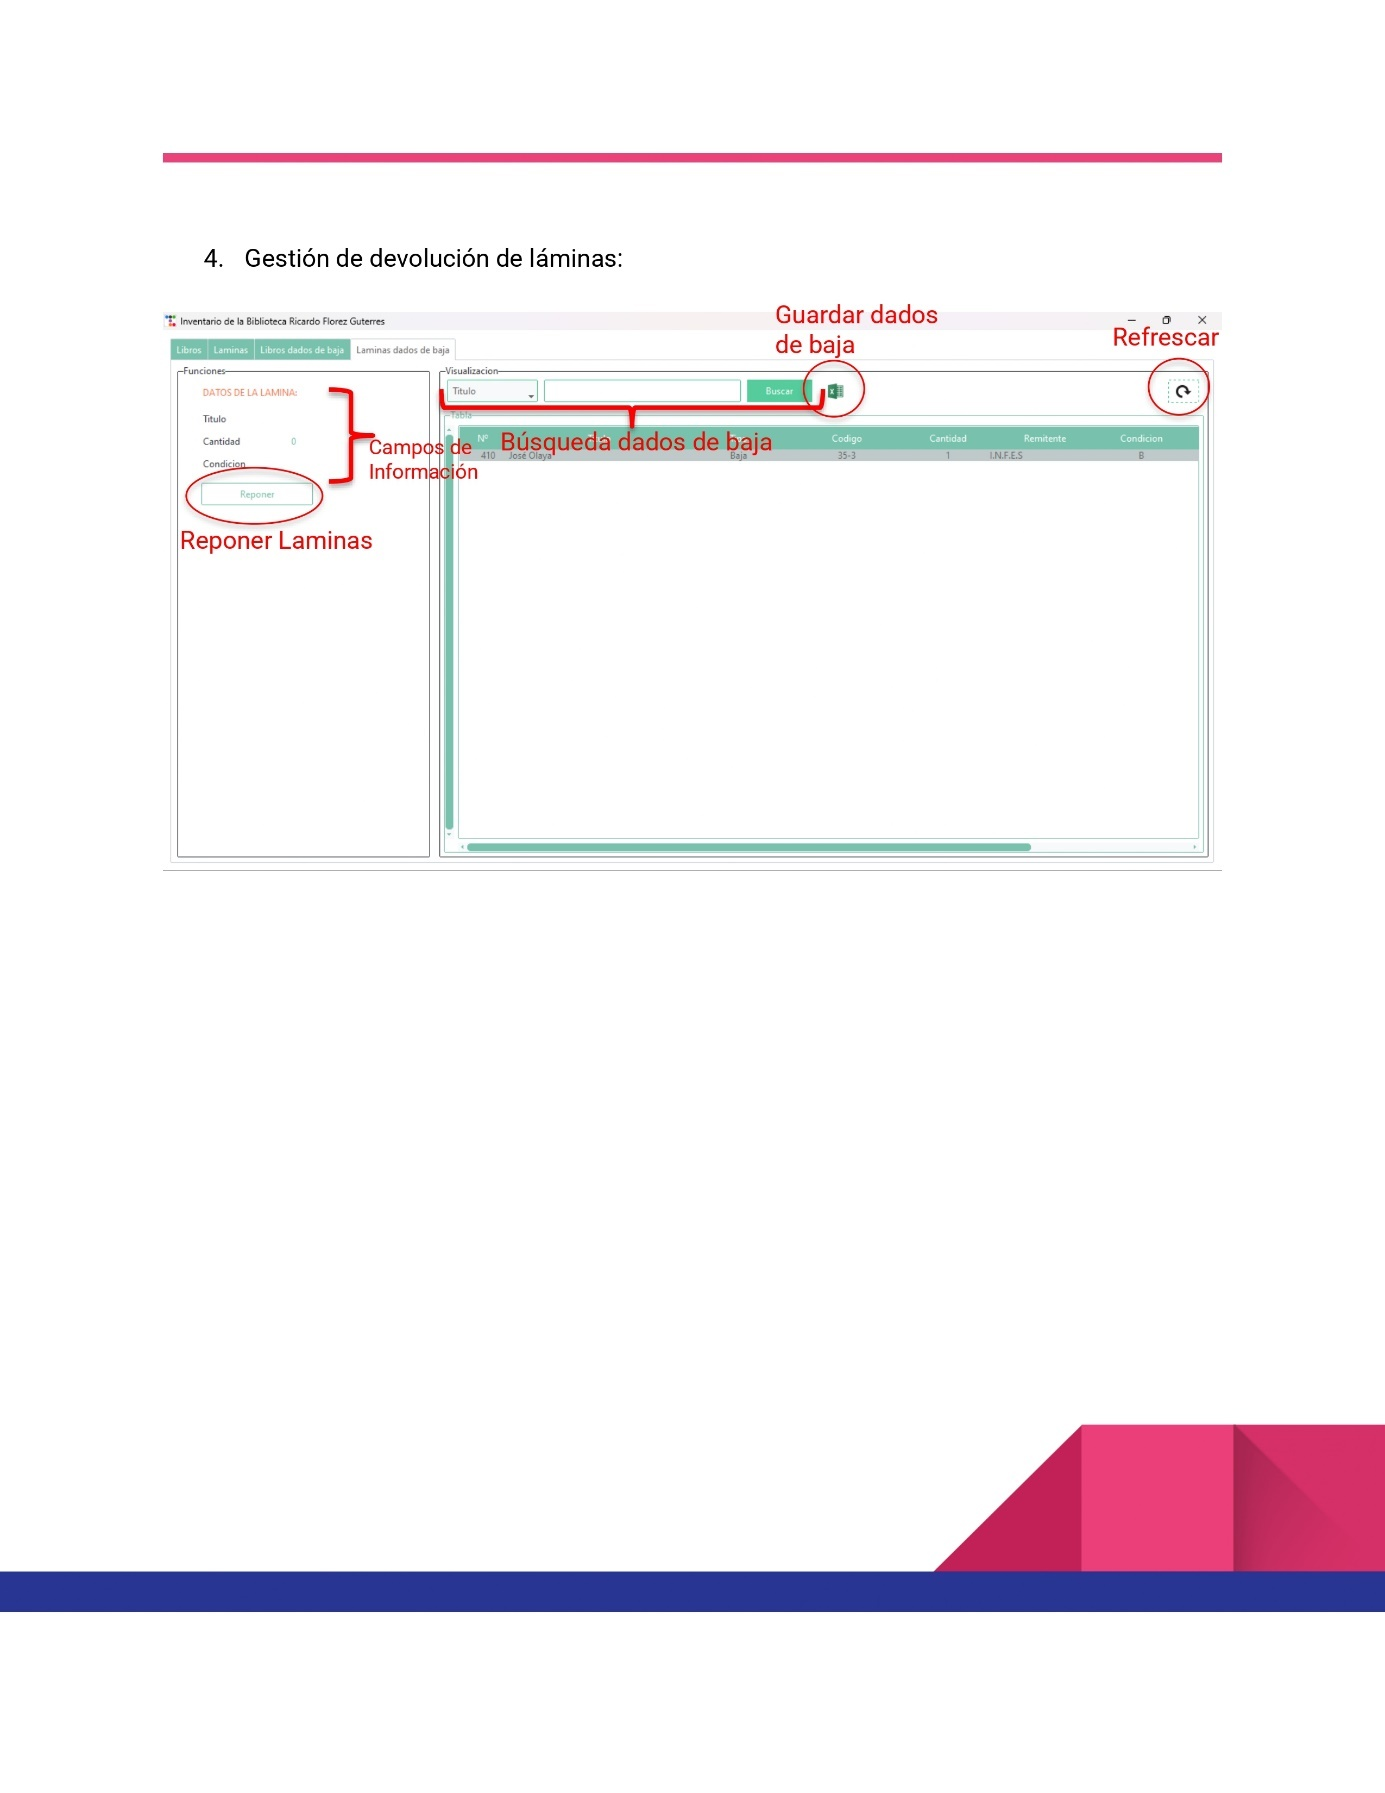 4. Gestión de devolución de láminas:
Inventario de la Biblioteca Ricardo Florez Guterres
Guardar dados
de baja
Refrescar
Libros Laminas Libros dados de baja Laminas dados de baja
Funciones
DATOS DE LA LAMINA:
Titulo
Cantidad 0
Condicion
Reponer
Campos de
Información
Reponer Laminas
Visualizacion
Titulo Buscar
Tabla
Búsqueda dados de baja
Nº Codigo Cantidad Remitente Condicion
410 José Olaya Baja 35-3 1 I.N.F.E.S B